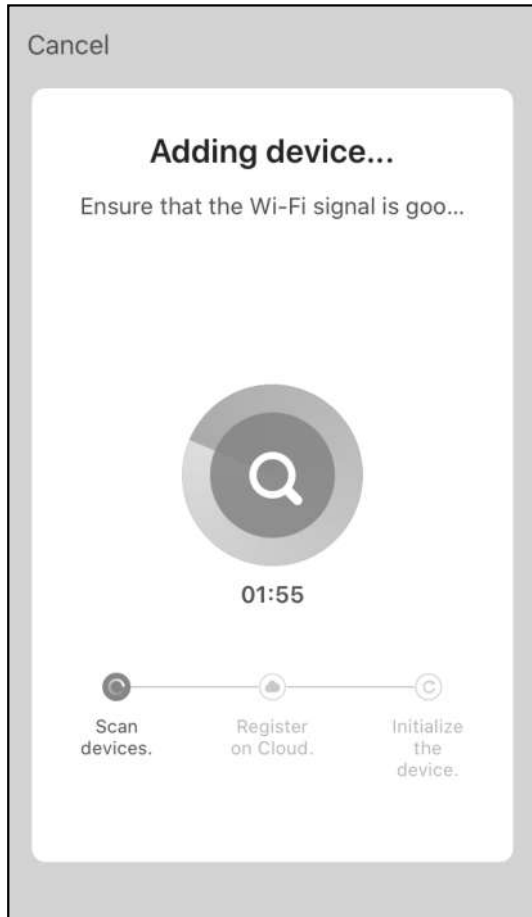 Cancel
Adding device...
Ensure that the Wi-Fi signal is goo...
01:55
Scan
devices.
Register
on Cloud.
Initialize
the
device.